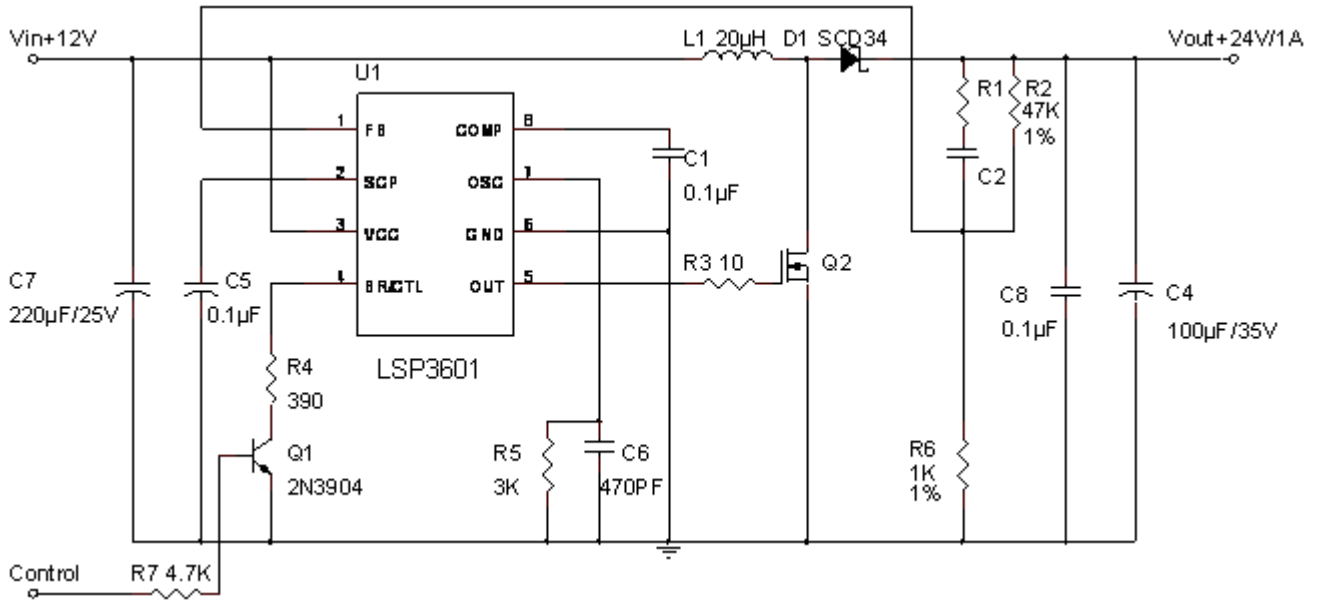 Vin+12V
L1 20µH
D1 SCD34
Vout+24V/1A
U1
R1
R2
47K
1%
1
FB
COMP
8
C1
0.1µF
C2
2
SCP
OSC
7
3
VCC
GND
6
R3 10
Q2
C7
220µF/25V
C5
0.1µF
4
BR/CTL
OUT
5
C8
0.1µF
C4
100µF/35V
LSP3601
R4
390
Q1
2N3904
R5
3K
C6
470PF
R6
1K
1%
Control
R7 4.7K